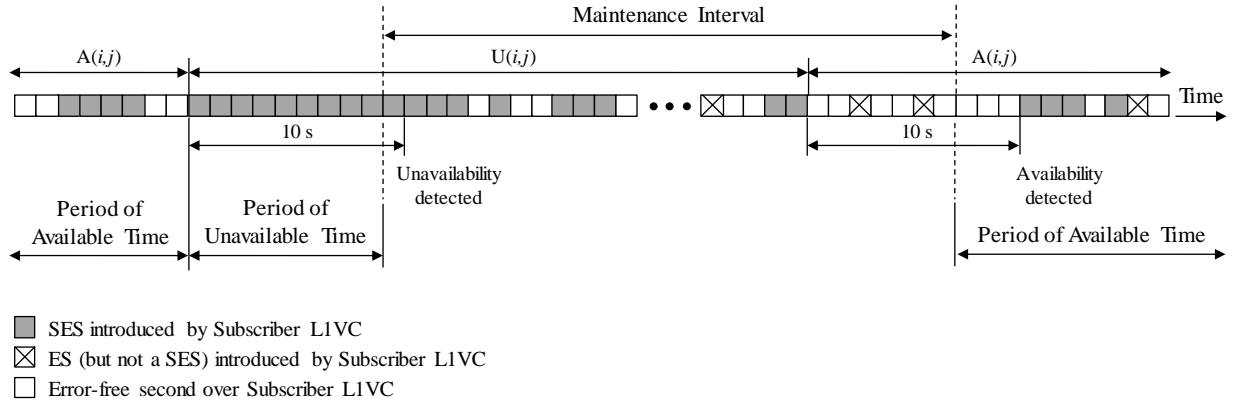 Maintenance Interval
A(i,j)
U(i,j)
A(i,j)
Time
10 s
10 s
Unavailability
detected
Availability
detected
Period of
Available Time
Period of
Unavailable Time
Period of Available Time
SES introduced by Subscriber L1VC
ES (but not a SES) introduced by Subscriber L1VC
Error-free second over Subscriber L1VC